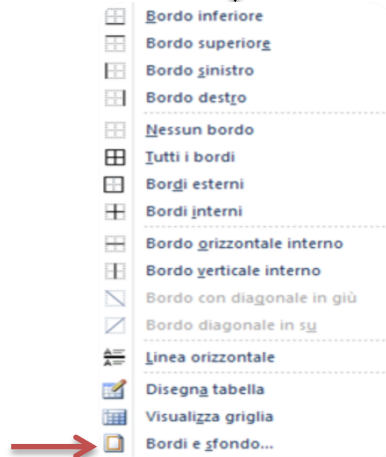 Bordo inferiore
Bordo superiore
Bordo sinistro
Bordo destro
Nessun bordo
Tutti i bordi
Bordi esterni
Bordi interni
Bordo orizzontale interno
Bordo verticale interno
Bordo con diagonale in giù
Bordo diagonale in su
Linea orizzontale
Disegna tabella
Visualizza griglia
Bordi e sfondo...